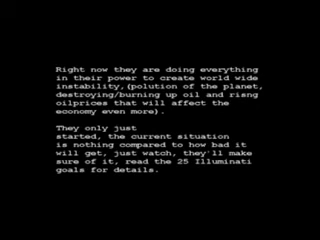 Right now they are doing everything
in their power to create world wide
instability,(polution of the planet,
destroying/burning up oil and risng
oilprices that will affect the
economy even more).
They only just
started, the current situation
is nothing compared to how bad it
will get, just watch, they'll make
sure of it, read the 25 Illuminati
goals for details.